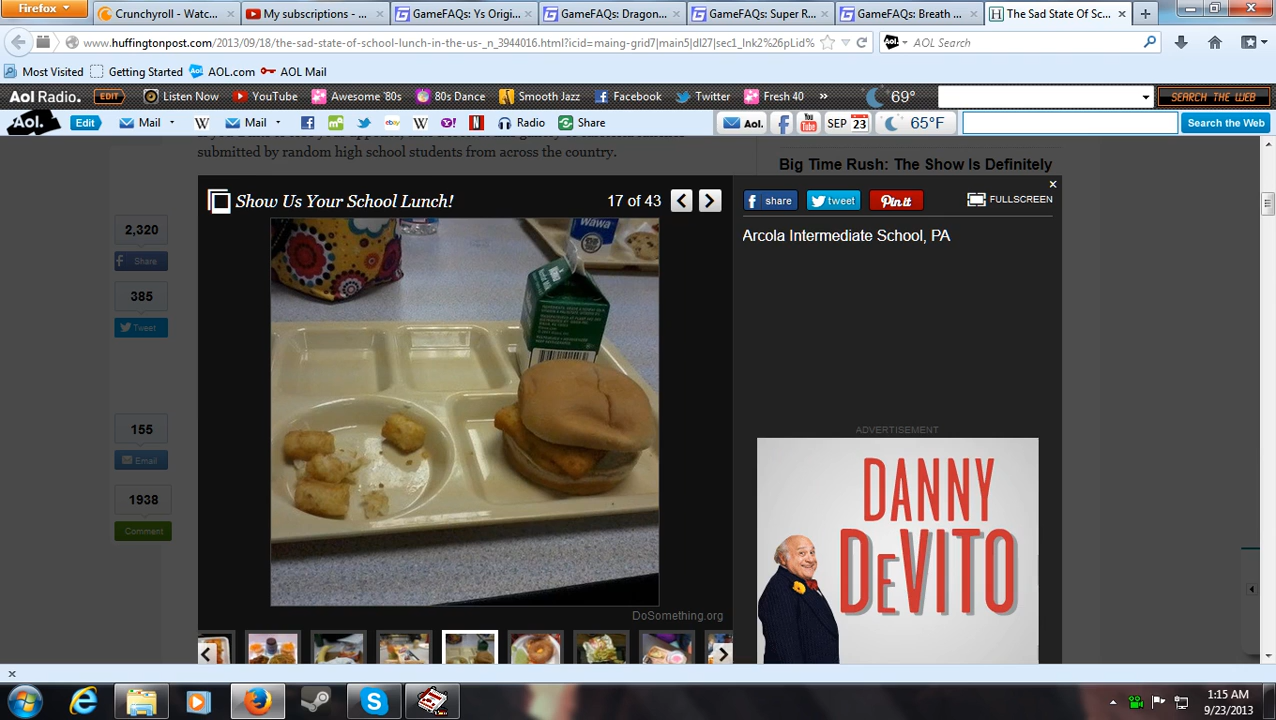 Firefox
Crunchyroll - Watc...
My subscriptions - ...
GameFAQs: Ys Origi...
GameFAQs: Dragon...
GameFAQs: Super R...
GameFAQs: Breath ...
The Sad State Of Sc...
www.huffingtonpost.com/2013/09/18/the-sad-state-of-school-lunch-in-the-us-_n_3944016.html?icid=maing-grid7|main5|dl27|sec1_lnk2%26pLid%
AOL Search
Most Visited
Getting Started
AOL.com
AOL Mail
Aol Radio.
EDIT
Listen Now
YouTube
Awesome '80s
80s Dance
Smooth Jazz
Facebook
Twitter
Fresh 40
69°
SEARCH THE WEB
Aol.
Edit
Mail
Mail
Radio
Share
Aol.
SEP 23
65°F
Search the Web
submitted by random high school students from across the country.
Big Time Rush: The Show Is Definitely
Show Us Your School Lunch!
17 of 43
share
tweet
Pin it
FULLSCREEN
Arcola Intermediate School, PA
2,320
Share
385
Tweet
155
Email
1938
Comment
Wawa
ADVERTISEMENT
DANNY
DEVITO
DoSomething.org
1:15 AM
9/23/2013